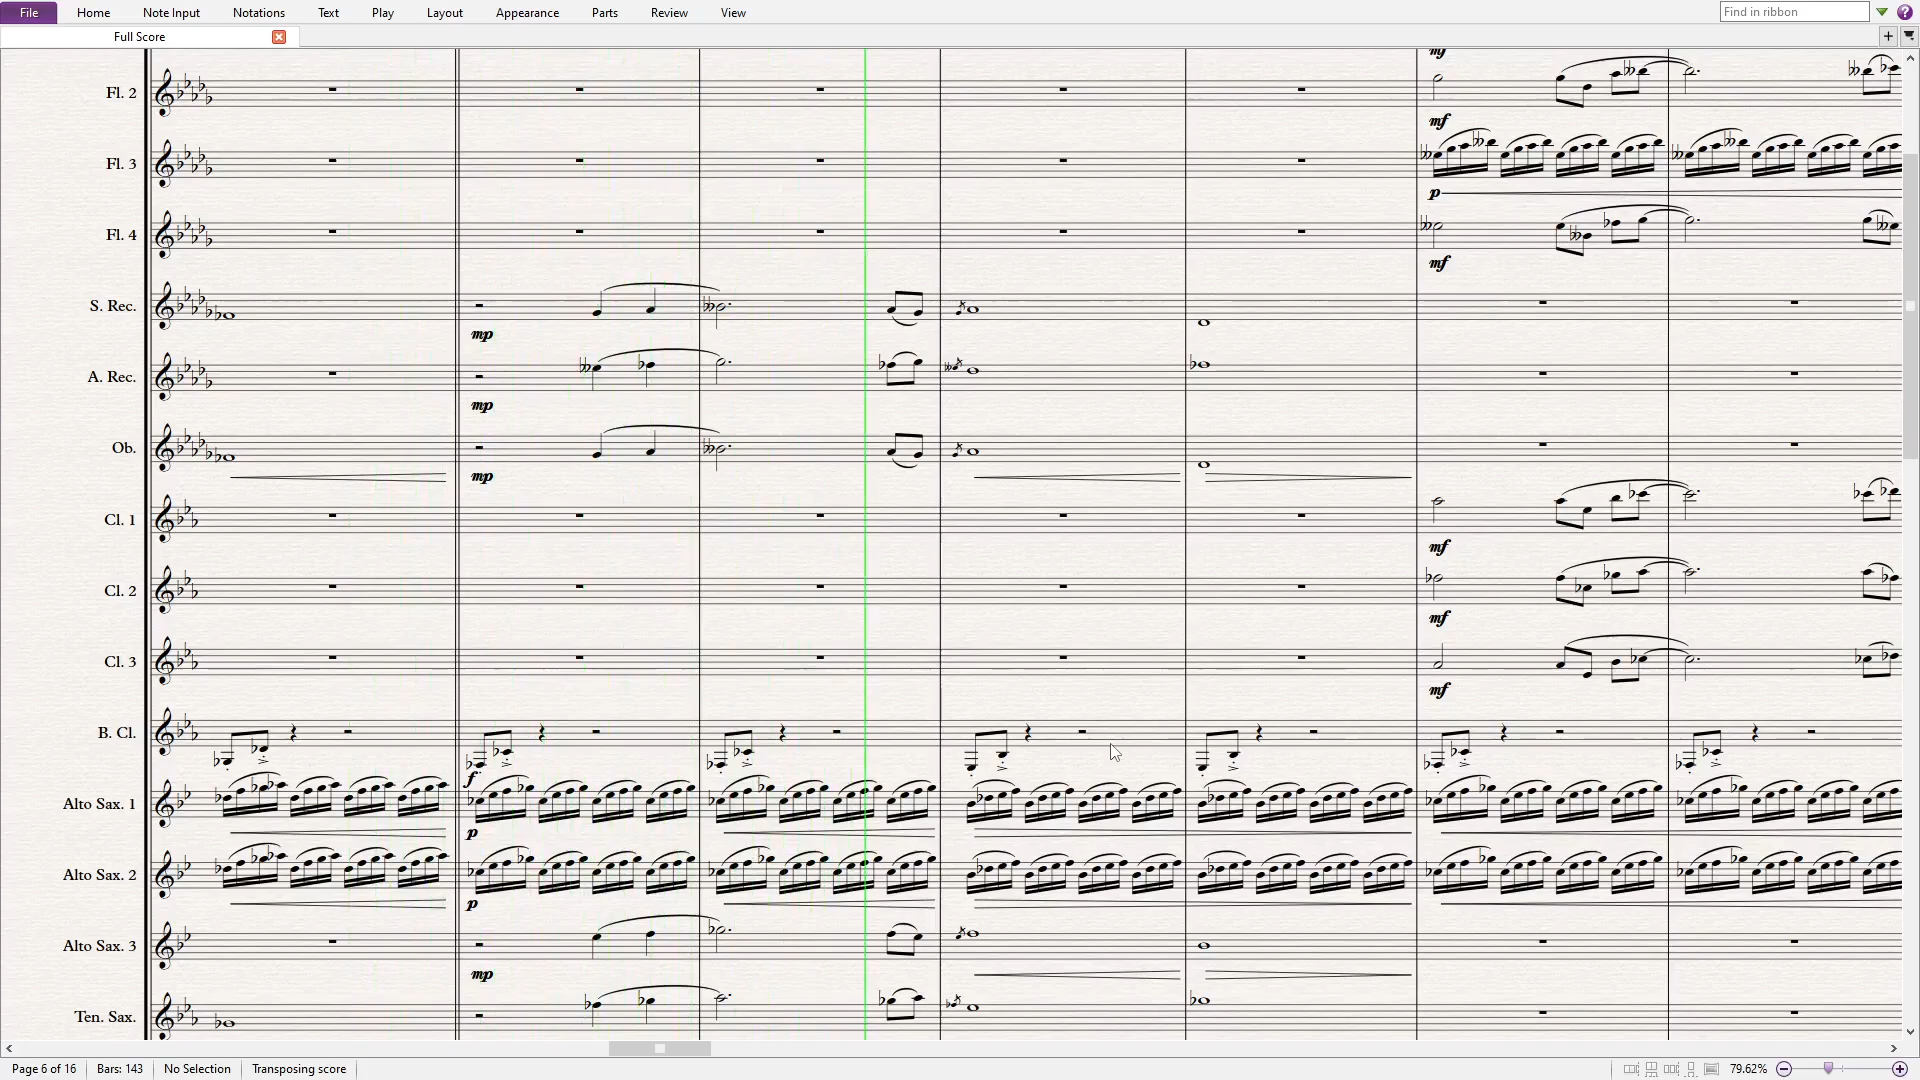 File Home Note Input Notations Text Play Layout Appearance Parts Review View Find in ribbon ?
Full Score
Fl. 2
mf
Fl. 3
p
Fl. 4
mf
S. Rec.
mp
A. Rec.
mp
Ob.
mp
Cl. 1
mf
Cl. 2
mf
Cl. 3
mf
B. Cl.
f
Alto Sax. 1
p
Alto Sax. 2
p
Alto Sax. 3
mp
Ten. Sax.
Page 6 of 16 Bars: 143 No Selection Transposing score 79.62%